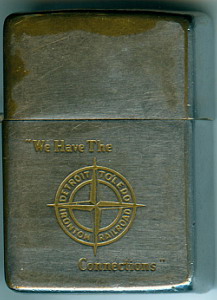 "We Have The
DETROIT TOLEDO
IRONTON RAILROAD
Connections"